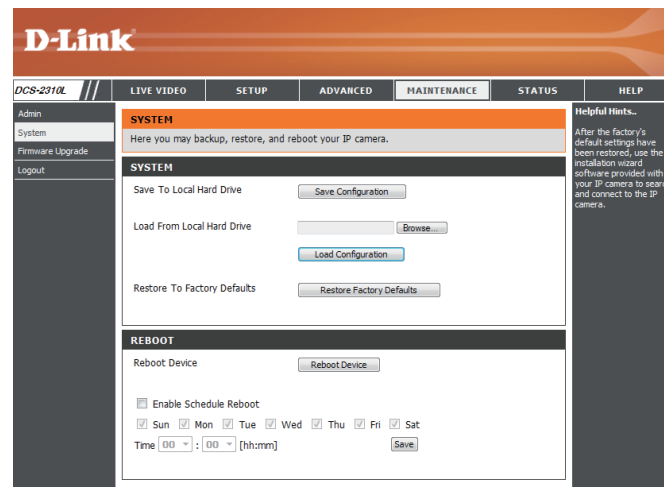 D-Link
DCS-2310L // LIVE VIDEO SETUP ADVANCED MAINTENANCE STATUS HELP
Admin
System
Firmware Upgrade
Logout
SYSTEM
Here you may backup, restore, and reboot your IP camera.
SYSTEM
Save To Local Hard Drive Save Configuration
Load From Local Hard Drive Browse...
Load Configuration
Restore To Factory Defaults Restore Factory Defaults
REBOOT
Reboot Device Reboot Device
Enable Schedule Reboot
Sun Mon Tue Wed Thu Fri Sat
Time 00 : 00 [hh:mm] Save
Helpful Hints..
After the factory's
default settings have
been restored, use the
installation wizard
software provided with
your IP camera to sear
and connect to the IP
camera.